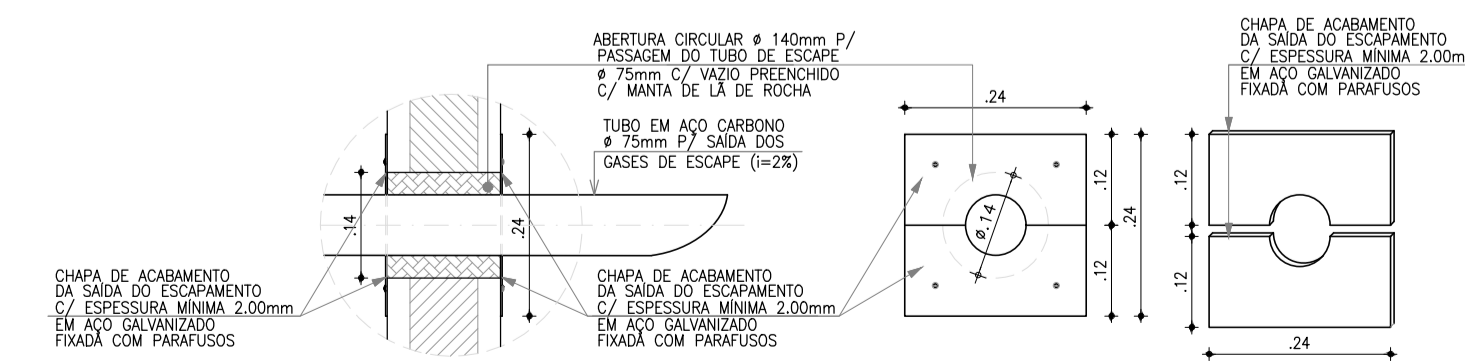 ABERTURA CIRCULAR ø 140mm P/
PASSAGEM DO TUBO DE ESCAPE
ø 75mm C/ VAZIO PREENCHIDO
C/ MANTA DE LÃ DE ROCHA
TUBO EM AÇO CARBONO
ø 75mm P/ SAÍDA DOS
GASES DE ESCAPE (i=2%)
CHAPA DE ACABAMENTO
DA SAÍDA DO ESCAPAMENTO
C/ ESPESSURA MÍNIMA 2.00mm
EM AÇO GALVANIZADO
FIXADA COM PARAFUSOS
.14
.24
CHAPA DE ACABAMENTO
DA SAÍDA DO ESCAPAMENTO
C/ ESPESSURA MÍNIMA 2.00mm
EM AÇO GALVANIZADO
FIXADA COM PARAFUSOS
.24
ø.14
.12
.12
.24
CHAPA DE ACABAMENTO
DA SAÍDA DO ESCAPAMENTO
C/ ESPESSURA MÍNIMA 2.00m
EM AÇO GALVANIZADO
FIXADA COM PARAFUSOS
.12
.12
.24